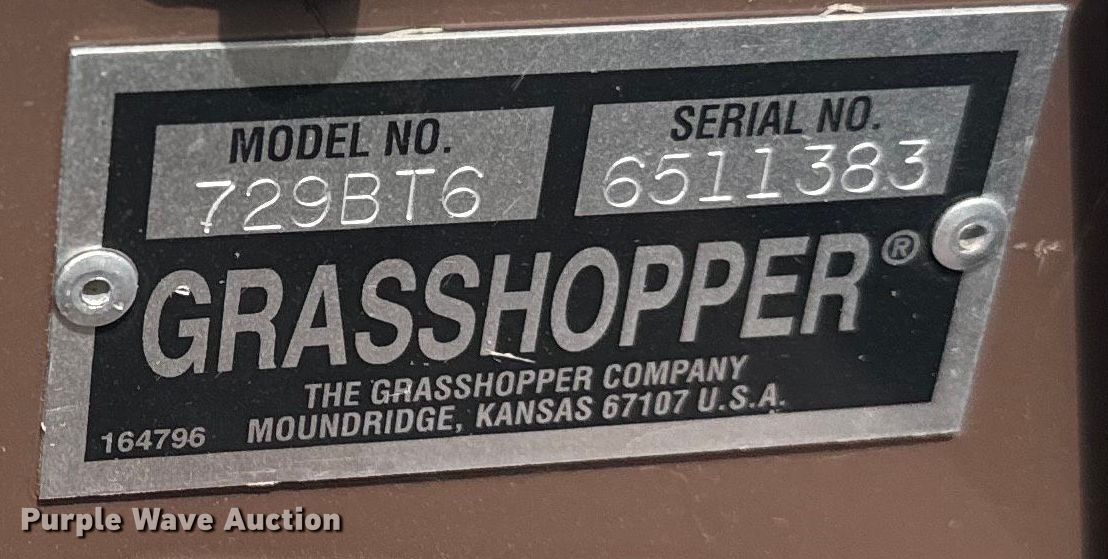 MODEL NO.
729BT6
SERIAL NO.
6511383
GRASSHOPPER®
THE GRASSHOPPER COMPANY
MOUNDRIDGE, KANSAS 67107 U.S.A.
164796
Purple Wave Auction